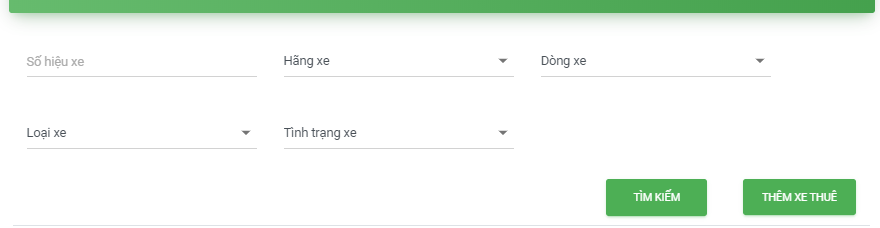 Số hiệu xe
Hãng xe
Dòng xe
Loại xe
Tình trạng xe
TÌM KIẾM
THÊM XE THUÊ